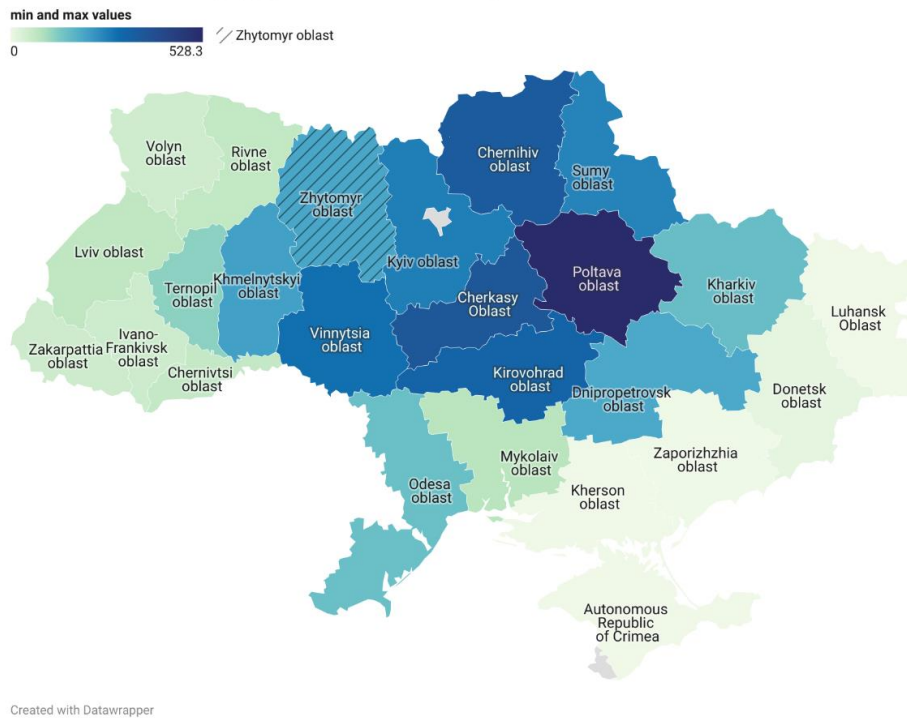 min and max values
0
528.3
Zhytomyr oblast
Volyn
oblast
Rivne
oblast
Zhytomyr
oblast
Chernihiv
oblast
Sumy
oblast
Lviv oblast
Ternopil
oblast
Khmelnytskyi
oblast
Kyiv oblast
Cherkasy
Oblast
Poltava
oblast
Kharkiv
oblast
Luhansk
Oblast
Zakarpattia
oblast
Ivano-
Frankivsk
oblast
Chernivtsi
oblast
Vinnytsia
oblast
Kirovohrad
oblast
Dnipropetrovsk
oblast
Donetsk
oblast
Odesa
oblast
Mykolaiv
oblast
Kherson
oblast
Zaporizhzhia
oblast
Autonomous
Republic
of Crimea
Created with Datawrapper